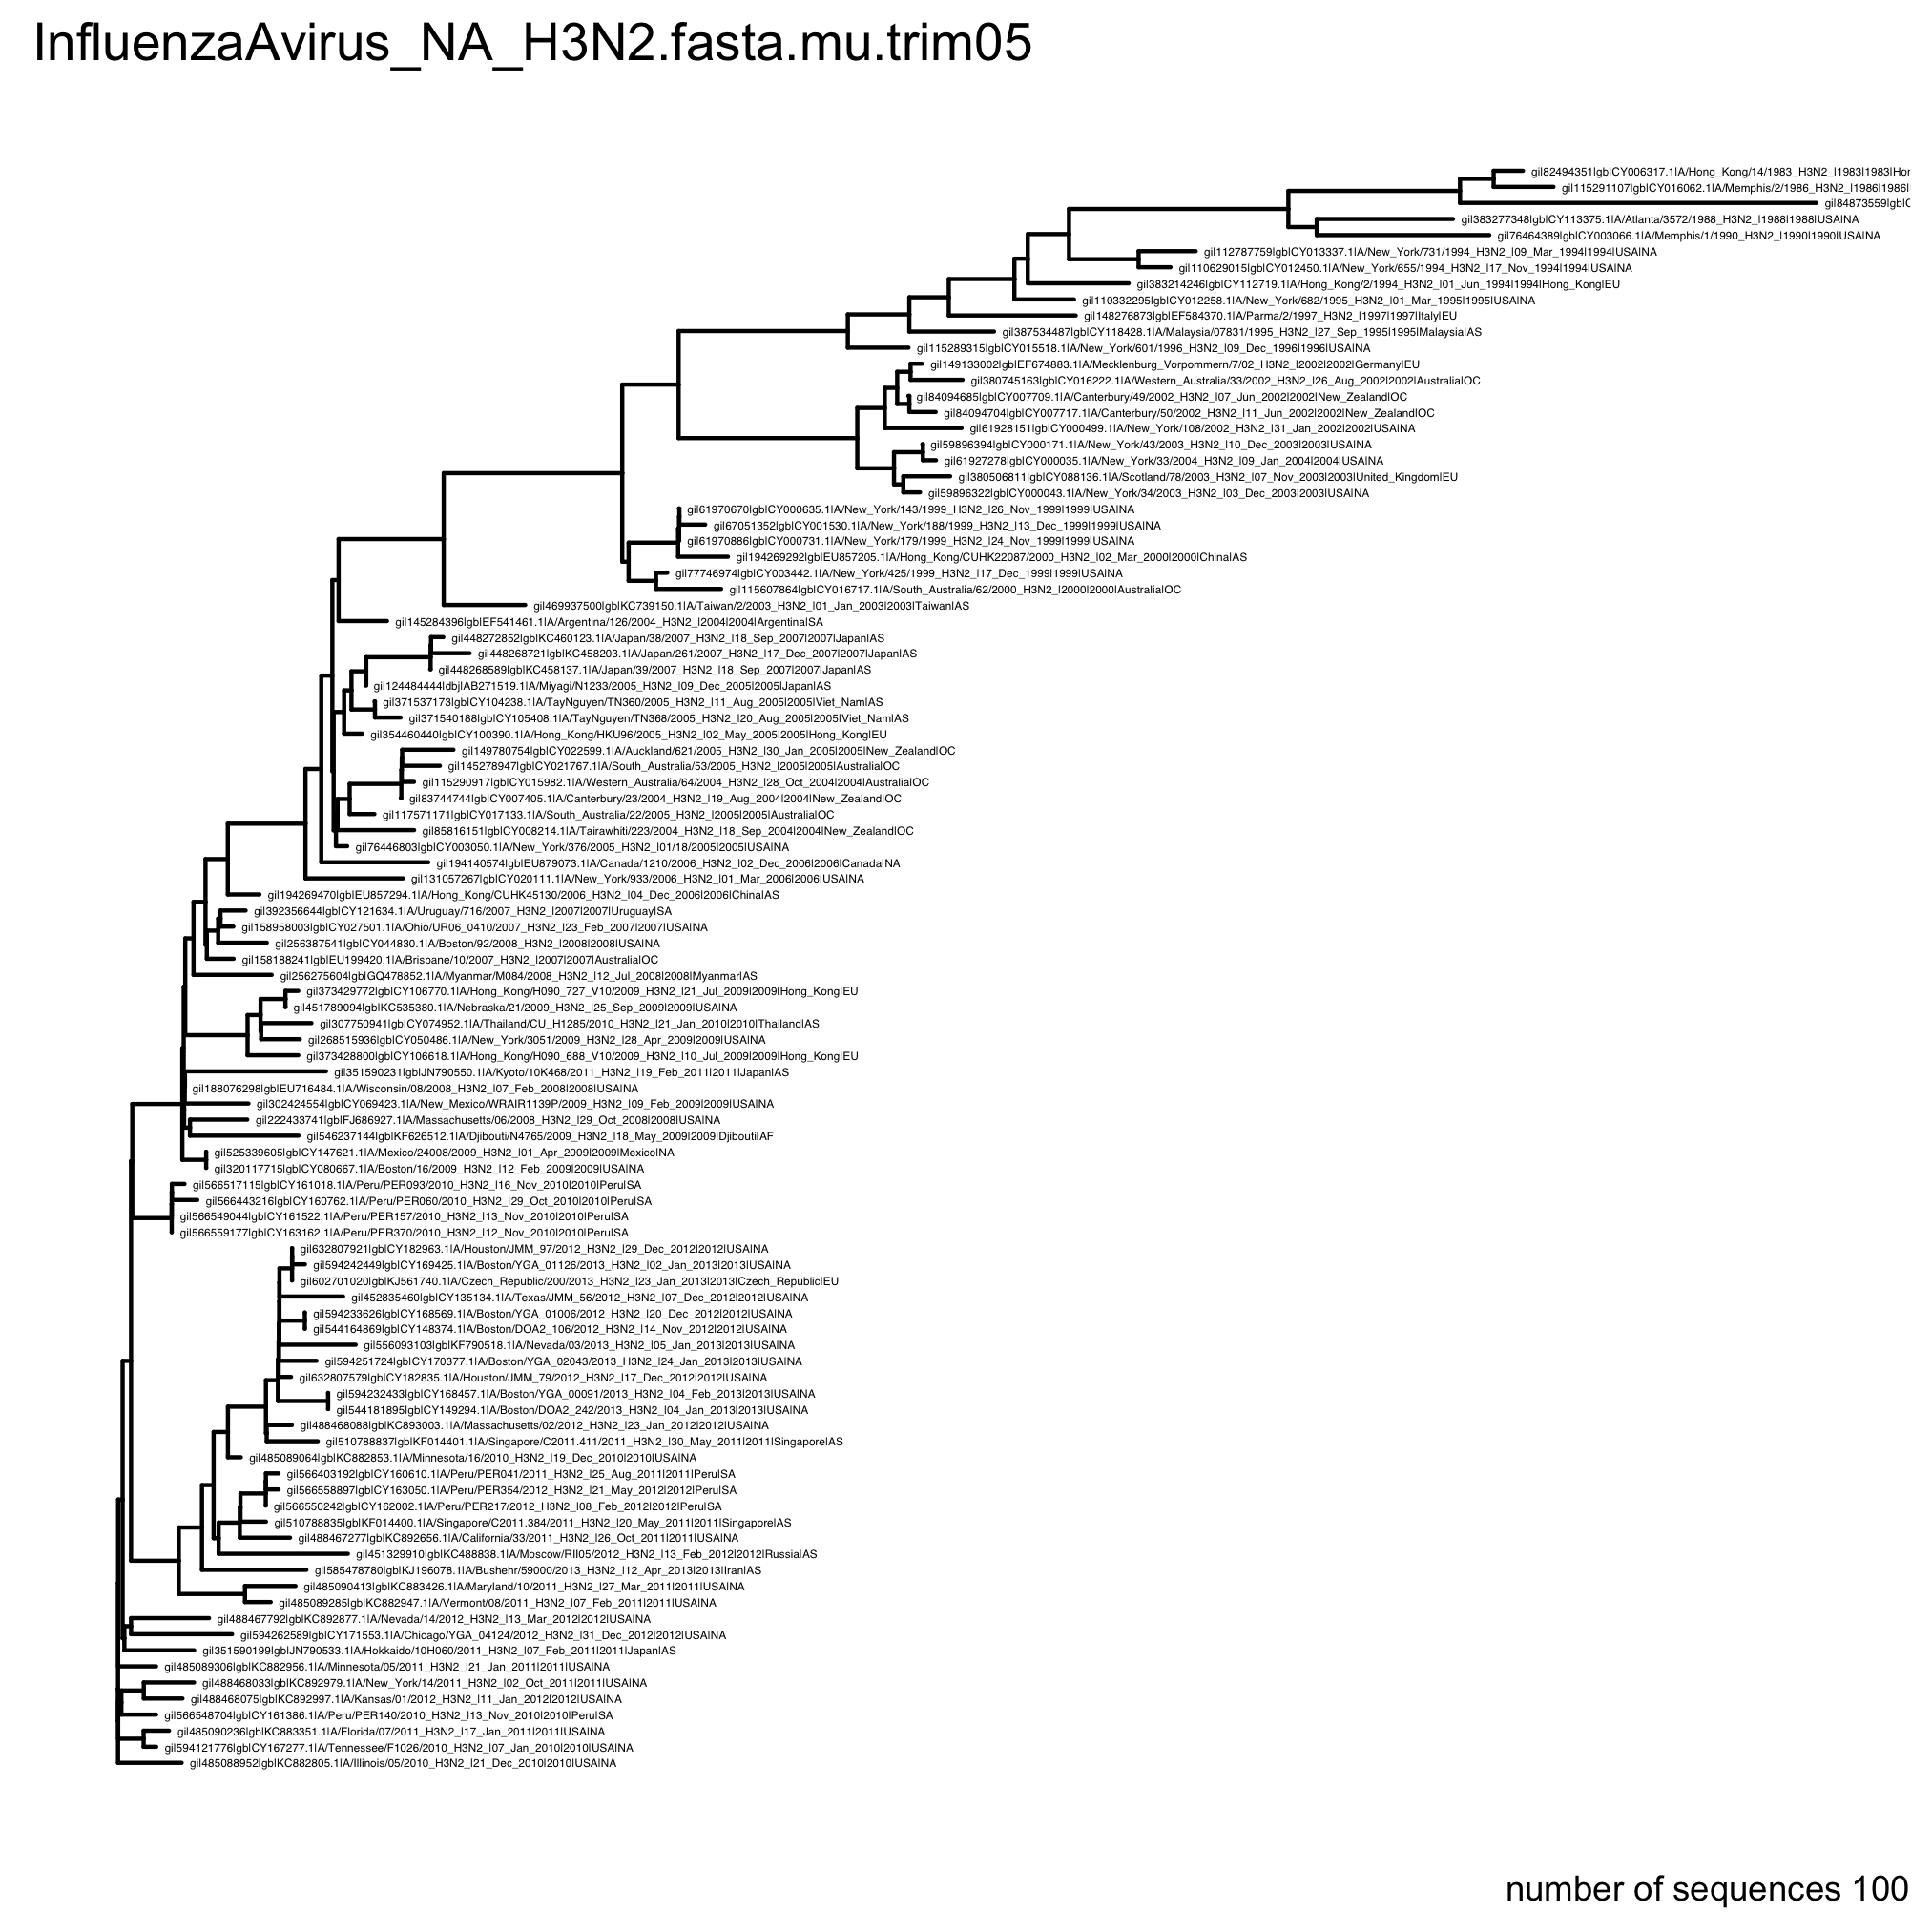 InfluenzaAvirus_NA_H3N2.fasta.mu.trim05
gi|82494351|gb|CY006317.1|A/Hong_Kong/14/1983_H3N2_|1983|1983|Hor
gi|115291107|gb|CY016062.1|A/Memphis/2/1986_H3N2_|1986|1986|
gi|84873559|gb|C
gi|383277348|gb|CY113375.1|A/Atlanta/3572/1988_H3N2_|1988|1988|USA|NA
gi|76464389|gb|CY003066.1|A/Memphis/1/1990_H3N2_|1990|1990|USA|NA
gi|112787759|gb|CY013337.1|A/New_York/731/1994_H3N2_|09_Mar_1994|1994|USA|NA
gi|110629015|gb|CY012450.1|A/New_York/655/1994_H3N2_|17_Nov_1994|1994|USA|NA
gi|383214246|gb|CY112719.1|A/Hong_Kong/2/1994_H3N2_|01_Jun_1994|1994|Hong_Kong|EU
gi|110332295|gb|CY012258.1|A/New_York/682/1995_H3N2_|01_Mar_1995|1995|USA|NA
gi|148276873|gb|EF584370.1|A/Parma/2/1997_H3N2_|1997|1997|Italy|EU
gi|387534487|gb|CY118428.1|A/Malaysia/07831/1995_H3N2_|27_Sep_1995|1995|Malaysia|AS
gi|115289315|gb|CY015518.1|A/New_York/601/1996_H3N2_|09_Dec_1996|1996|USA|NA
gi|149133002|gb|EF674883.1|A/Mecklenburg_Vorpommern/7/02_H3N2_|2002|2002|Germany|EU
gi|380745163|gb|CY016222.1|A/Western_Australia/33/2002_H3N2_|26_Aug_2002|2002|Australia|OC
gi|84094685|gb|CY007709.1|A/Canterbury/49/2002_H3N2_|07_Jun_2002|2002|New_Zealand|OC
gi|84094704|gb|CY007717.1|A/Canterbury/50/2002_H3N2_|11_Jun_2002|2002|New_Zealand|OC
gi|61928151|gb|CY000499.1|A/New_York/108/2002_H3N2_|31_Jan_2002|2002|USA|NA
gi|59896394|gb|CY000171.1|A/New_York/43/2003_H3N2_|10_Dec_2003|2003|USA|NA
gi|61927278|gb|CY000035.1|A/New_York/33/2004_H3N2_|09_Jan_2004|2004|USA|NA
gi|380506811|gb|CY088136.1|A/Scotland/78/2003_H3N2_|07_Nov_2003|2003|United_Kingdom|EU
gi|59896322|gb|CY000043.1|A/New_York/34/2003_H3N2_|03_Dec_2003|2003|USA|NA
gi|61970670|gb|CY000635.1|A/New_York/143/1999_H3N2_|26_Nov_1999|1999|USA|NA
gi|67051352|gb|CY001530.1|A/New_York/188/1999_H3N2_|13_Dec_1999|1999|USA|NA
gi|61970886|gb|CY000731.1|A/New_York/179/1999_H3N2_|24_Nov_1999|1999|USA|NA
gi|194269292|gb|EU857205.1|A/Hong_Kong/CUHK22087/2000_H3N2_|02_Mar_2000|2000|China|AS
gi|77746974|gb|CY003442.1|A/New_York/425/1999_H3N2_|17_Dec_1999|1999|USA|NA
gi|115607864|gb|CY016717.1|A/South_Australia/62/2000_H3N2_|2000|2000|Australia|OC
gi|469937500|gb|KC739150.1|A/Taiwan/2/2003_H3N2_|01_Jan_2003|2003|Taiwan|AS
gi|145284396|gb|EF541461.1|A/Argentina/126/2004_H3N2_|2004|2004|Argentina|SA
gi|448272852|gb|KC460123.1|A/Japan/38/2007_H3N2_|18_Sep_2007|2007|Japan|AS
gi|448268721|gb|KC458203.1|A/Japan/261/2007_H3N2_|17_Dec_2007|2007|Japan|AS
gi|448268589|gb|KC458137.1|A/Japan/39/2007_H3N2_|18_Sep_2007|2007|Japan|AS
gi|124484444|dbj|AB271519.1|A/Miyagi/N1233/2005_H3N2_|09_Dec_2005|2005|Japan|AS
gi|371537173|gb|CY104238.1|A/TayNguyen/TN360/2005_H3N2_|11_Aug_2005|2005|Viet_Nam|AS
gi|371540188|gb|CY105408.1|A/TayNguyen/TN368/2005_H3N2_|20_Aug_2005|2005|Viet_Nam|AS
gi|354460440|gb|CY100390.1|A/Hong_Kong/HKU96/2005_H3N2_|02_May_2005|2005|Hong_Kong|EU
gi|149780754|gb|CY022599.1|A/Auckland/621/2005_H3N2_|30_Jan_2005|2005|New_Zealand|OC
gi|145278947|gb|CY021767.1|A/South_Australia/53/2005_H3N2_|2005|2005|Australia|OC
gi|115290917|gb|CY015982.1|A/Western_Australia/64/2004_H3N2_|28_Oct_2004|2004|Australia|OC
gi|83744744|gb|CY007405.1|A/Canterbury/23/2004_H3N2_|19_Aug_2004|2004|New_Zealand|OC
gi|117571171|gb|CY017133.1|A/South_Australia/22/2005_H3N2_|2005|2005|Australia|OC
gi|85816151|gb|CY008214.1|A/Tairawhiti/223/2004_H3N2_|18_Sep_2004|2004|New_Zealand|OC
gi|76446803|gb|CY003050.1|A/New_York/376/2005_H3N2_|01/18|2005|2005|USA|NA
gi|194140574|gb|EU879073.1|A/Canada/1210/2006_H3N2_|02_Dec_2006|2006|Canada|NA
gi|131057267|gb|CY020111.1|A/New_York/933/2006_H3N2_|01_Mar_2006|2006|USA|NA
gi|194269470|gb|EU857294.1|A/Hong_Kong/CUHK45130/2006_H3N2_|04_Dec_2006|2006|China|AS
gi|392356644|gb|CY121634.1|A/Uruguay/716/2007_H3N2_|2007|2007|Uruguay|SA
gi|158958003|gb|CY027501.1|A/Ohio/UR06_0410/2007_H3N2_|23_Feb_2007|2007|USA|NA
gi|256387541|gb|CY044830.1|A/Boston/92/2008_H3N2_|2008|2008|USA|NA
gi|158188241|gb|EU199420.1|A/Brisbane/10/2007_H3N2_|2007|2007|Australia|OC
gi|256275604|gb|GQ478852.1|A/Myanmar/M084/2008_H3N2_|12_Jul_2008|2008|Myanmar|AS
gi|373429772|gb|CY106770.1|A/Hong_Kong/H090_727_V10/2009_H3N2_|21_Jul_2009|2009|Hong_Kong|EU
gi|451789094|gb|KC535380.1|A/Nebraska/21/2009_H3N2_|25_Sep_2009|2009|USA|NA
gi|307750941|gb|CY074952.1|A/Thailand/CU_H1285/2010_H3N2_|21_Jan_2010|2010|Thailand|AS
gi|268515936|gb|CY050486.1|A/New_York/3051/2009_H3N2_|28_Apr_2009|2009|USA|NA
gi|373428800|gb|CY106618.1|A/Hong_Kong/H090_688_V10/2009_H3N2_|10_Jul_2009|2009|Hong_Kong|EU
gi|351590231|gb|JN790550.1|A/Kyoto/10K468/2011_H3N2_|19_Feb_2011|2011|Japan|AS
gi|188076298|gb|EU716484.1|A/Wisconsin/08/2008_H3N2_|07_Feb_2008|2008|USA|NA
gi|302424554|gb|CY069423.1|A/New_Mexico/WRAIR1139P/2009_H3N2_|09_Feb_2009|2009|USA|NA
gi|222433741|gb|FJ686927.1|A/Massachusetts/06/2008_H3N2_|29_Oct_2008|2008|USA|NA
gi|546237144|gb|KF626512.1|A/Djibouti/N4765/2009_H3N2_|18_May_2009|2009|Djibouti|AF
gi|525339605|gb|CY147621.1|A/Mexico/24008/2009_H3N2_|01_Apr_2009|2009|Mexico|NA
gi|320117715|gb|CY080667.1|A/Boston/16/2009_H3N2_|12_Feb_2009|2009|USA|NA
gi|566517115|gb|CY161018.1|A/Peru/PER093/2010_H3N2_|16_Nov_2010|2010|Peru|SA
gi|566443216|gb|CY160762.1|A/Peru/PER060/2010_H3N2_|29_Oct_2010|2010|Peru|SA
gi|566549044|gb|CY161522.1|A/Peru/PER157/2010_H3N2_|13_Nov_2010|2010|Peru|SA
gi|566559177|gb|CY163162.1|A/Peru/PER370/2010_H3N2_|12_Nov_2010|2010|Peru|SA
gi|632807921|gb|CY182963.1|A/Houston/JMM_97/2012_H3N2_|29_Dec_2012|2012|USA|NA
gi|594242449|gb|CY169425.1|A/Boston/YGA_01126/2013_H3N2_|02_Jan_2013|2013|USA|NA
gi|602701020|gb|KJ561740.1|A/Czech_Republic/200/2013_H3N2_|23_Jan_2013|2013|Czech_Republic|EU
gi|452835460|gb|CY135134.1|A/Texas/JMM_56/2012_H3N2_|07_Dec_2012|2012|USA|NA
gi|594233626|gb|CY168569.1|A/Boston/YGA_01006/2012_H3N2_|20_Dec_2012|2012|USA|NA
gi|544164869|gb|CY148374.1|A/Boston/DOA2_106/2012_H3N2_|14_Nov_2012|2012|USA|NA
gi|556093103|gb|KF790518.1|A/Nevada/03/2013_H3N2_|05_Jan_2013|2013|USA|NA
gi|594251724|gb|CY170377.1|A/Boston/YGA_02043/2013_H3N2_|24_Jan_2013|2013|USA|NA
gi|632807579|gb|CY182835.1|A/Houston/JMM_79/2012_H3N2_|17_Dec_2012|2012|USA|NA
gi|594232433|gb|CY168457.1|A/Boston/YGA_00091/2013_H3N2_|04_Feb_2013|2013|USA|NA
gi|544181895|gb|CY149294.1|A/Boston/DOA2_242/2013_H3N2_|04_Jan_2013|2013|USA|NA
gi|488468088|gb|KC893003.1|A/Massachusetts/02/2012_H3N2_|23_Jan_2012|2012|USA|NA
gi|510788837|gb|KF014401.1|A/Singapore/C2011.411/2011_H3N2_|30_May_2011|2011|Singapore|AS
gi|485089064|gb|KC882853.1|A/Minnesota/16/2010_H3N2_|19_Dec_2010|2010|USA|NA
gi|566403192|gb|CY160610.1|A/Peru/PER041/2011_H3N2_|25_Aug_2011|2011|Peru|SA
gi|566558897|gb|CY163050.1|A/Peru/PER354/2012_H3N2_|21_May_2012|2012|Peru|SA
gi|566550242|gb|CY162002.1|A/Peru/PER217/2012_H3N2_|08_Feb_2012|2012|Peru|SA
gi|510788835|gb|KF014400.1|A/Singapore/C2011.384/2011_H3N2_|20_May_2011|2011|Singapore|AS
gi|488467277|gb|KC892656.1|A/California/33/2011_H3N2_|26_Oct_2011|2011|USA|NA
gi|451329910|gb|KC488838.1|A/Moscow/RII05/2012_H3N2_|13_Feb_2012|2012|Russia|AS
gi|585478780|gb|KJ196078.1|A/Bushehr/59000/2013_H3N2_|12_Apr_2013|2013|Iran|AS
gi|485090413|gb|KC883426.1|A/Maryland/10/2011_H3N2_|27_Mar_2011|2011|USA|NA
gi|485089285|gb|KC882947.1|A/Vermont/08/2011_H3N2_|07_Feb_2011|2011|USA|NA
gi|488467792|gb|KC892877.1|A/Nevada/14/2012_H3N2_|13_Mar_2012|2012|USA|NA
gi|594262589|gb|CY171553.1|A/Chicago/YGA_04124/2012_H3N2_|31_Dec_2012|2012|USA|NA
gi|351590199|gb|JN790533.1|A/Hokkaido/10H060/2011_H3N2_|07_Feb_2011|2011|Japan|AS
gi|485089306|gb|KC882956.1|A/Minnesota/05/2011_H3N2_|21_Jan_2011|2011|USA|NA
gi|488468033|gb|KC892979.1|A/New_York/14/2011_H3N2_|02_Oct_2011|2011|USA|NA
gi|488468075|gb|KC892997.1|A/Kansas/01/2012_H3N2_|11_Jan_2012|2012|USA|NA
gi|566548704|gb|CY161386.1|A/Peru/PER140/2010_H3N2_|13_Nov_2010|2010|Peru|SA
gi|485090236|gb|KC883351.1|A/Florida/07/2011_H3N2_|17_Jan_2011|2011|USA|NA
gi|594121776|gb|CY167277.1|A/Tennessee/F1026/2010_H3N2_|07_Jan_2010|2010|USA|NA
gi|485088952|gb|KC882805.1|A/Illinois/05/2010_H3N2_|21_Dec_2010|2010|USA|NA
number of sequences 100